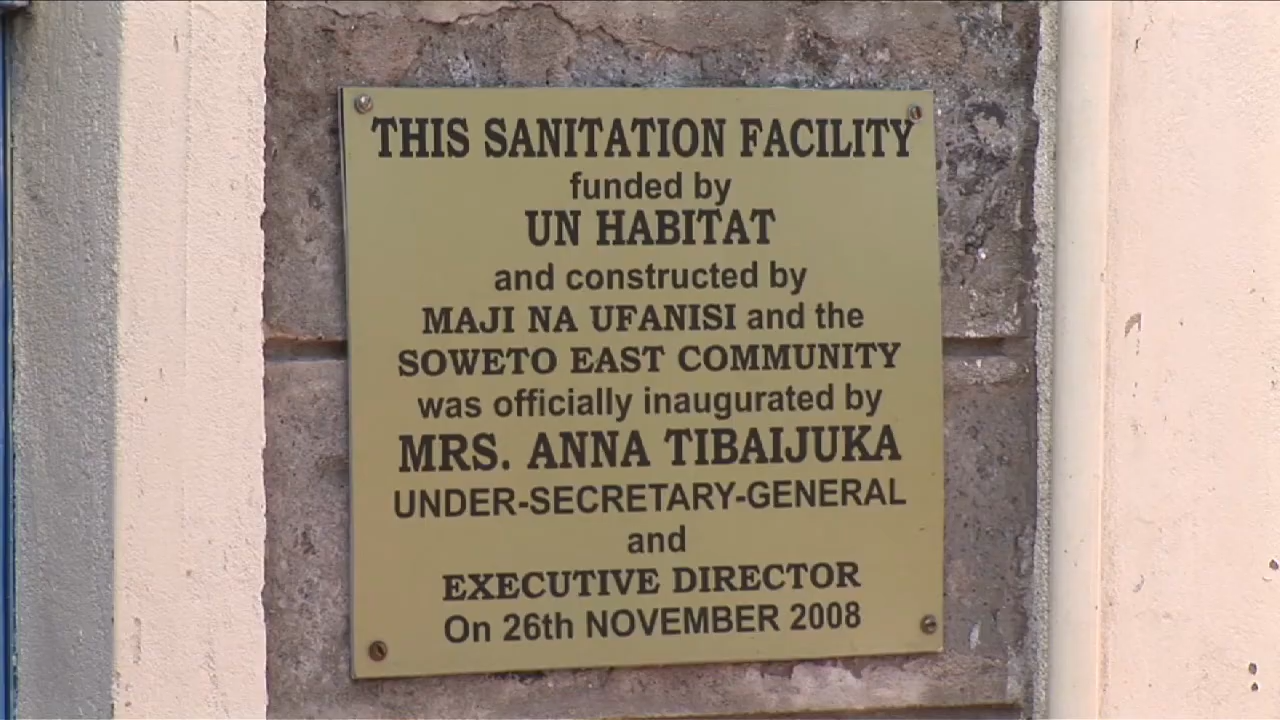 THIS SANITATION FACILITY
funded by
UN HABITAT
and constructed by
MAJI NA UFANISI and the
SOWETO EAST COMMUNITY
was officially inaugurated by
MRS. ANNA TIBAIJUKA
UNDER-SECRETARY-GENERAL
and
EXECUTIVE DIRECTOR
On 26th NOVEMBER 2008